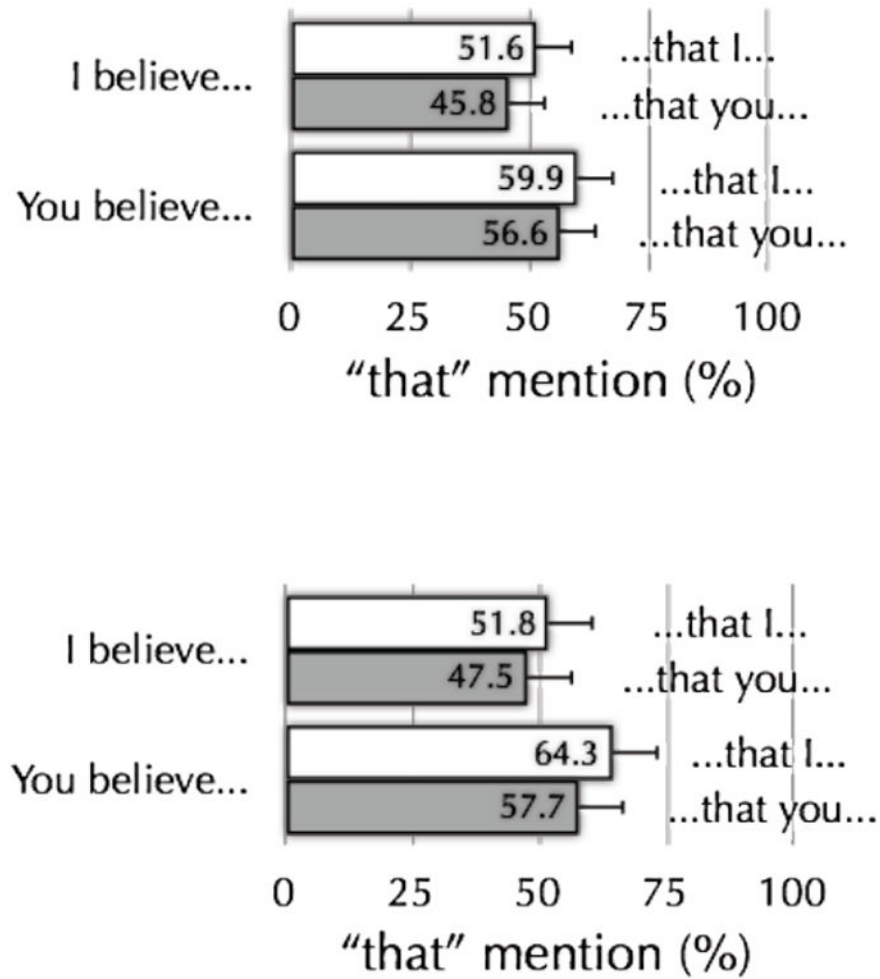 I believe...
51.6
...that I...
45.8
...that you...
You believe...
59.9
...that I...
56.6
...that you...
0 25 50 75 100
“that” mention (%)
I believe...
51.8
...that I...
47.5
...that you...
You believe...
64.3
...that I...
57.7
...that you...
0 25 50 75 100
“that” mention (%)